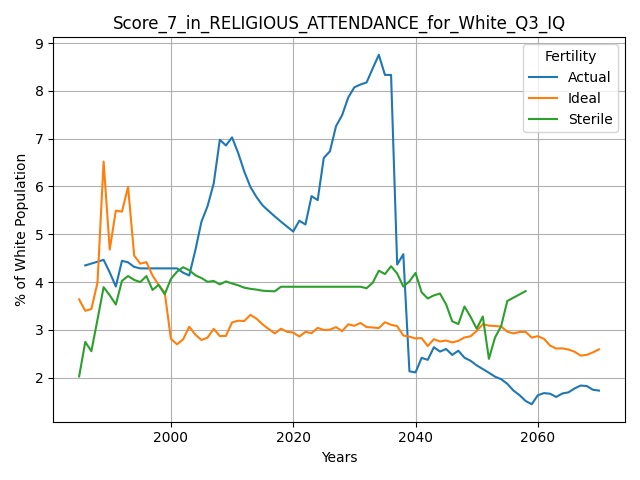 Score_7_in_RELIGIOUS_ATTENDANCE_for_White_Q3_IQ
Fertility
Actual
Ideal
Sterile
% of White Population
9
8
7
6
5
4
3
2
2000
2020
2040
2060
Years